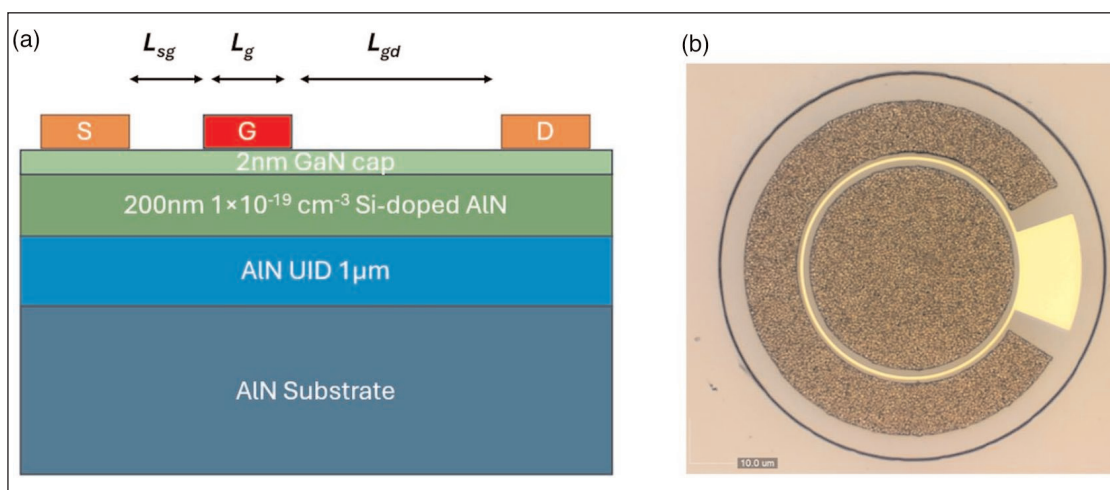 (a)
L_sg L_g L_gd
S G D
2nm GaN cap
200nm 1×10⁻¹⁹ cm⁻³ Si-doped AlN
AlN UID 1µm
AlN Substrate
(b)
10.0 um